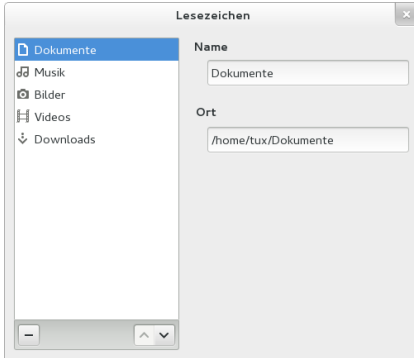 Lesezeichen
Dokumente
Musik
Bilder
Videos
Downloads
Name
Dokumente
Ort
/home/tux/Dokumente